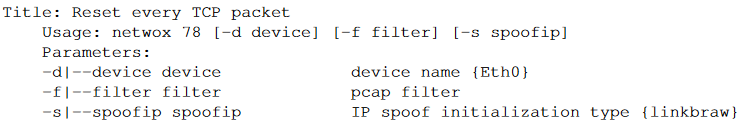 Title: Reset every TCP packet
Usage: netwox 78 [-d device] [-f filter] [-s spoofip]
Parameters:
-d|--device device device name {Eth0}
-f|--filter filter pcap filter
-s|--spoofip spoofip IP spoof initialization type {linkbraw}